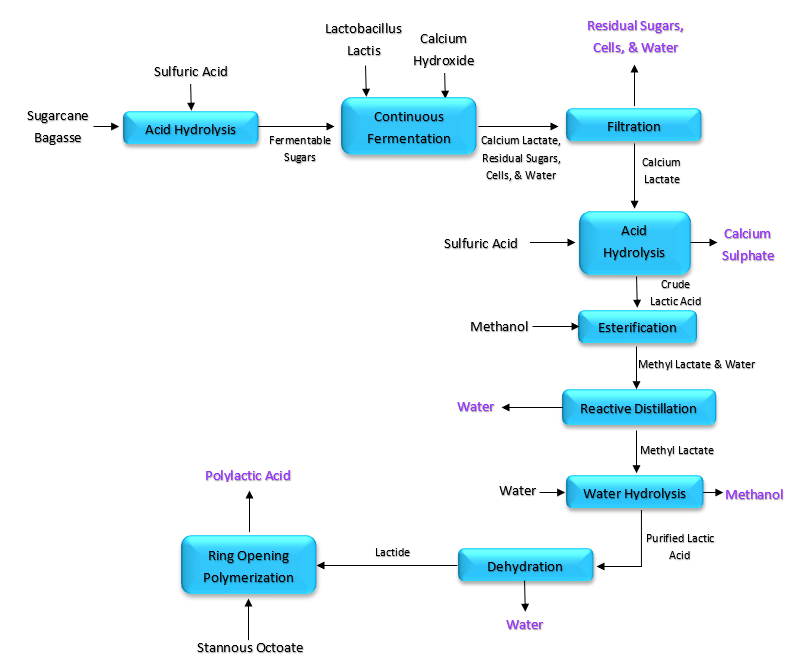 Residual Sugars,
Cells, & Water
Lactobacillus
Lactis
Calcium
Hydroxide
Sulfuric Acid
Sugarcane
Bagasse
Acid Hydrolysis
Fermentable
Sugars
Continuous
Fermentation
Calcium Lactate,
Residual Sugars,
Cells, & Water
Filtration
Calcium
Lactate
Sulfuric Acid
Acid
Hydrolysis
Calcium
Sulphate
Crude
Lactic Acid
Methanol
Esterification
Methyl Lactate & Water
Water
Reactive Distillation
Methyl Lactate
Water
Water Hydrolysis
Methanol
Purified Lactic
Acid
Dehydration
Water
Lactide
Polylactic Acid
Ring Opening
Polymerization
Stannous Octoate